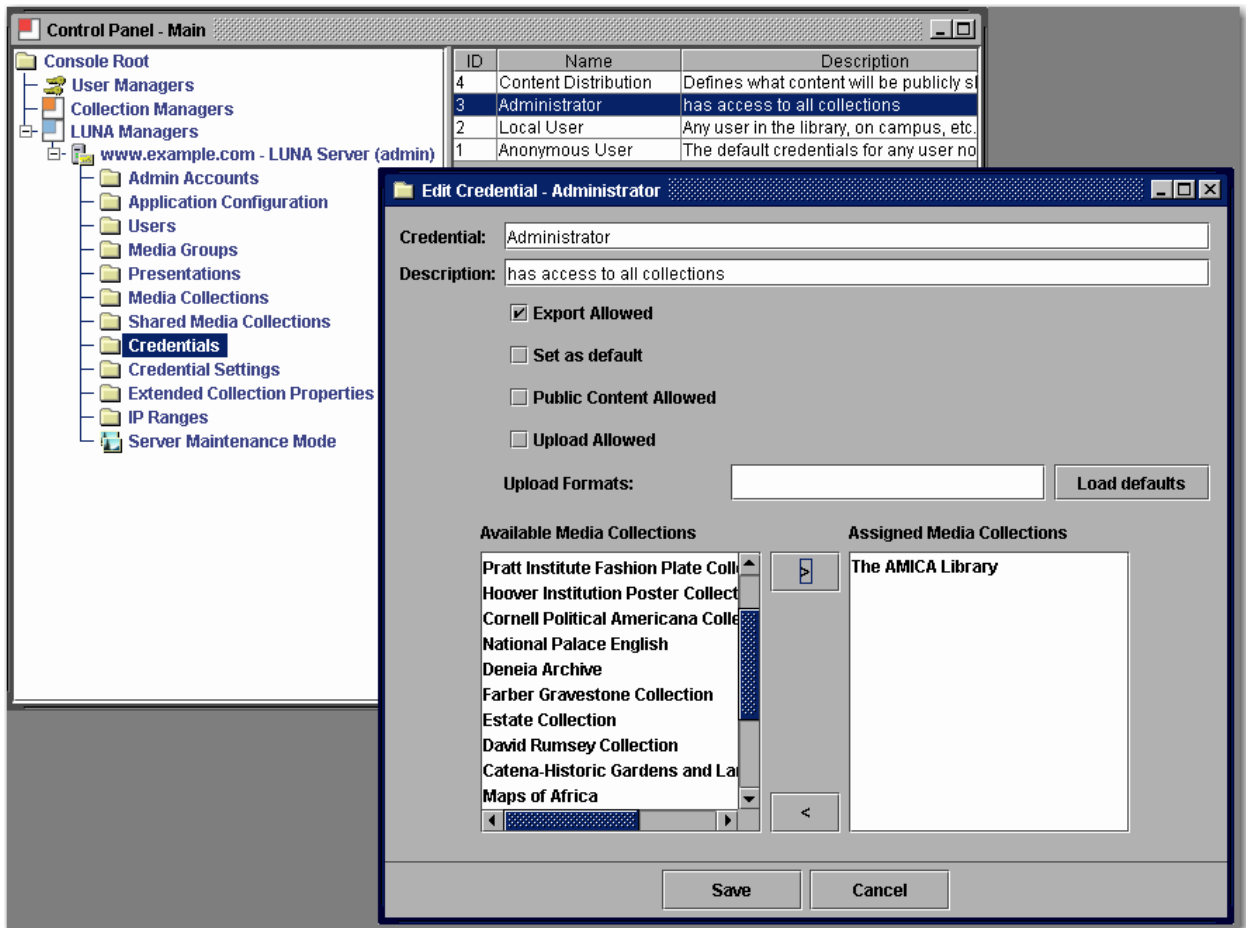 Control Panel - Main
Console Root
User Managers
Collection Managers
LUNA Managers
www.example.com - LUNA Server (admin)
Admin Accounts
Application Configuration
Users
Media Groups
Presentations
Media Collections
Shared Media Collections
Credentials
Credential Settings
Extended Collection Properties
IP Ranges
Server Maintenance Mode
ID Name Description
4 Content Distribution Defines what content will be publicly sl
3 Administrator has access to all collections
2 Local User Any user in the library, on campus, etc.
1 Anonymous User The default credentials for any user no
Edit Credential - Administrator
Credential: Administrator
Description: has access to all collections
Export Allowed
Set as default
Public Content Allowed
Upload Allowed
Upload Formats: Load defaults
Available Media Collections
Pratt Institute Fashion Plate Coll
Hoover Institution Poster Collect
Cornell Political Americana Colle
National Palace English
Deneia Archive
Farber Gravestone Collection
Estate Collection
David Rumsey Collection
Catena-Historic Gardens and La
Maps of Africa
>
<
Assigned Media Collections
The AMICA Library
Save Cancel